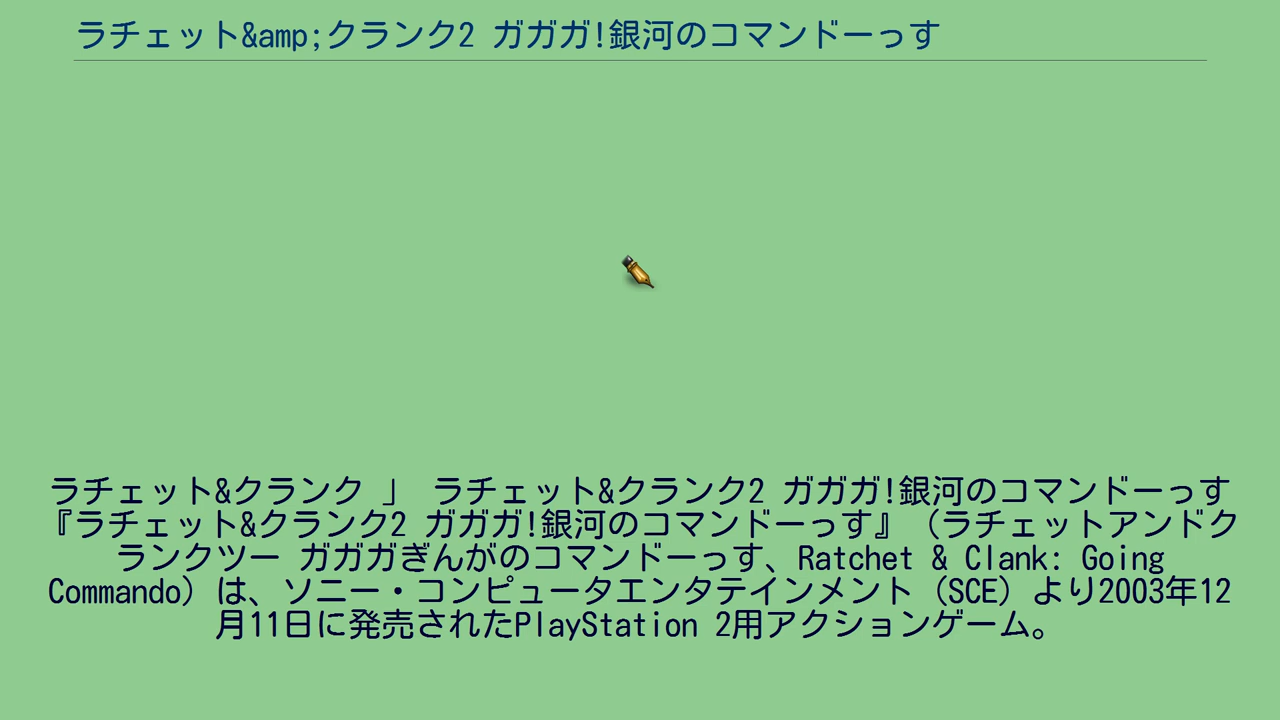 ラチェット&amp;クランク2 ガガガ!銀河のコマンドーっす
ラチェット&クランク 」 ラチェット&クランク2 ガガガ!銀河のコマンドーっす
『ラチェット&クランク2 ガガガ!銀河のコマンドーっす』（ラチェットアンドク
ランクツー ガガガぎんがのコマンドーっす、Ratchet & Clank: Going
Commando）は、ソニー・コンピュータエンタテインメント（SCE）より2003年12
月11日に発売されたPlayStation 2用アクションゲーム。